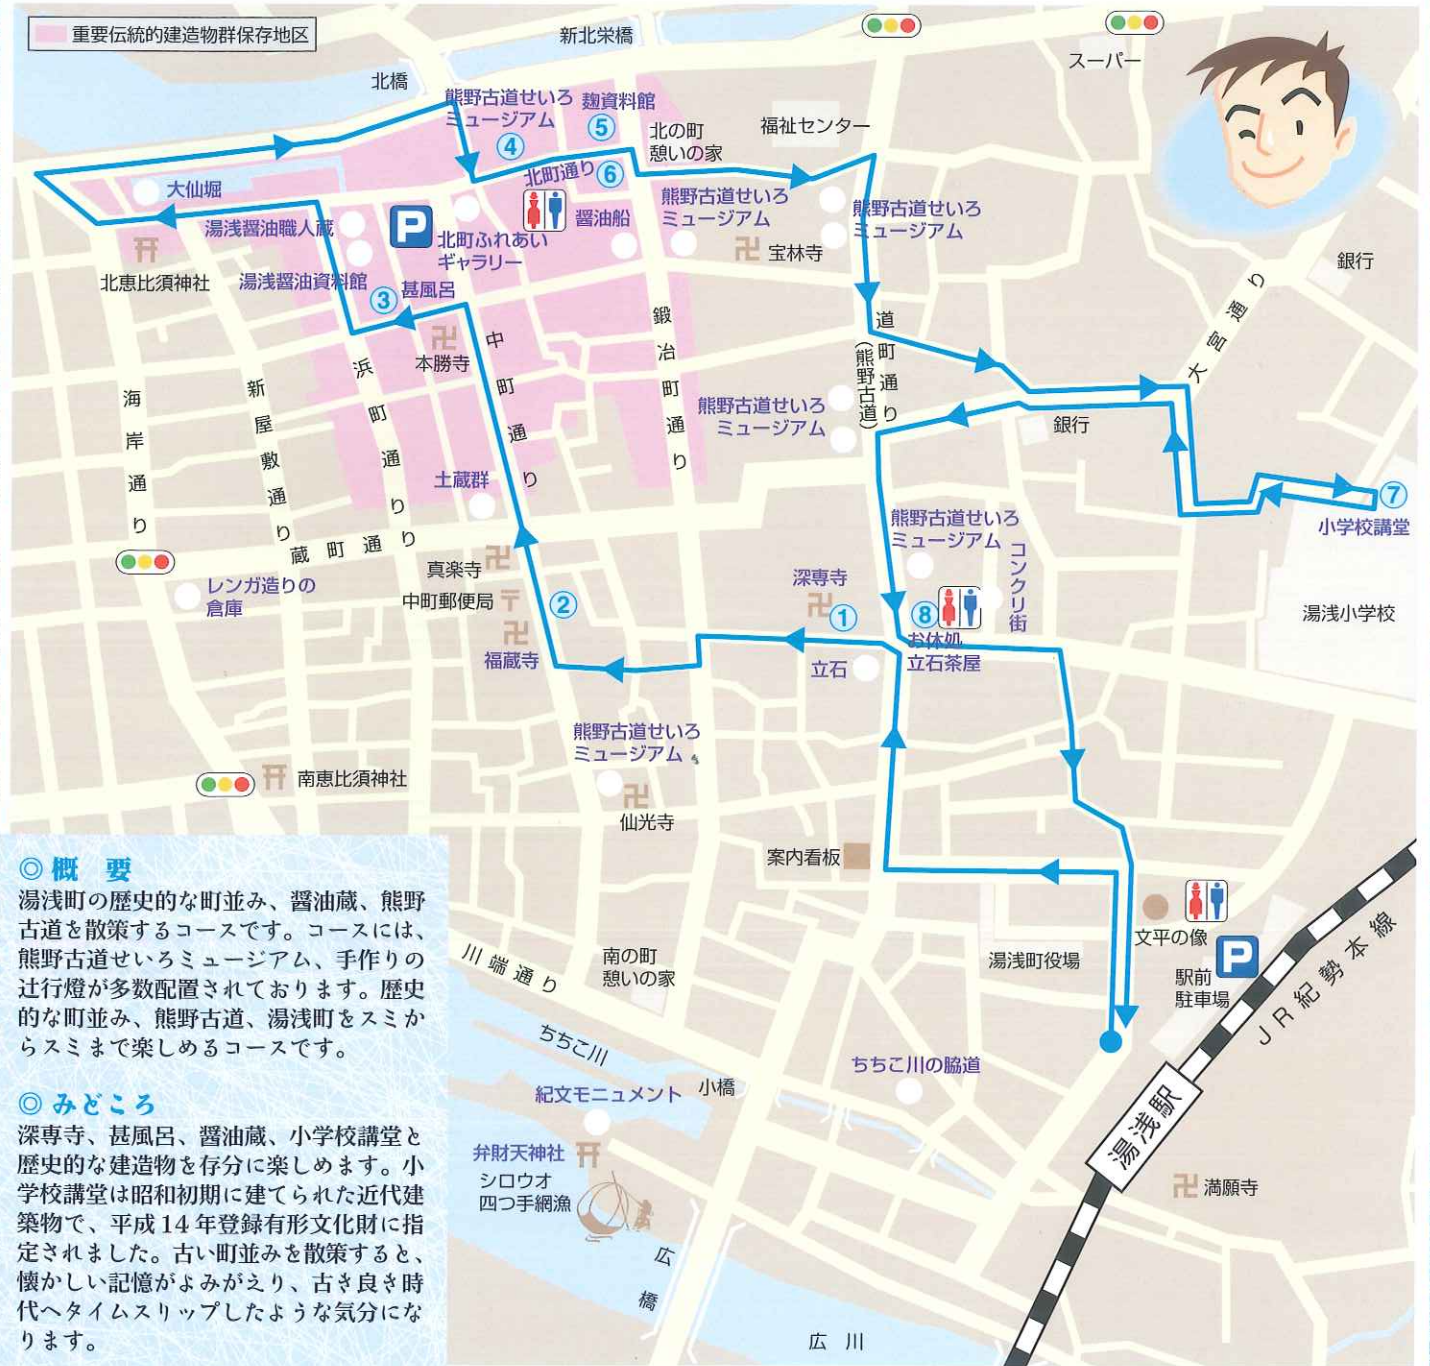 重要伝統的建造物群保存地区
新北栄橋
北橋
スーパー
熊野古道せいろ
ミュージアム
④
麹資料館
⑤
北の町
憩いの家
福祉センター
北町通り
⑥
大仙堀
湯浅醤油職人蔵
P
北町ふれあい
ギャラリー
醤油船
熊野古道せいろ
ミュージアム
熊野古道せいろ
ミュージアム
宝林寺
銀行
北恵比須神社
湯浅醤油資料館
③
甚風呂
本勝寺
大宮通り
道町通り
(熊野古道)
鍛冶町通り
中町通り
浜町通り
新屋敷通り
海岸通り
熊野古道せいろ
ミュージアム
銀行
土蔵群
⑦
小学校講堂
熊野古道せいろ
ミュージアム
コンクリ街
蔵町通り
レンガ造りの
倉庫
真楽寺
中町郵便局
〒
②
福蔵寺
深専寺
①
立石
⑧
お休処
立石茶屋
湯浅小学校
熊野古道せいろ
ミュージアム
仙光寺
南恵比須神社
案内看板
◎ 概 要
湯浅町の歴史的な町並み、醤油蔵、熊野
古道を散策するコースです。コースには、
熊野古道せいろミュージアム、手作りの
辻行燈が多数配置されております。歴史
的な町並み、熊野古道、湯浅町をスミか
らスミまで楽しめるコースです。
◎ みどころ
深専寺、甚風呂、醤油蔵、小学校講堂と
歴史的な建造物を存分に楽しめます。小
学校講堂は昭和初期に建てられた近代建
築物で、平成14年登録有形文化財に指
定されました。古い町並みを散策すると、
懐かしい記憶がよみがえり、古き良き時
代へタイムスリップしたような気分にな
ります。
川端通り
南の町
憩いの家
湯浅町役場
文平の像
P
駅前
駐車場
JR紀勢本線
ちちこ川
小橋
ちちこ川の脇道
紀文モニュメント
弁財天神社
シロウオ
四つ手網漁
湯浅駅
満願寺
広橋
広川